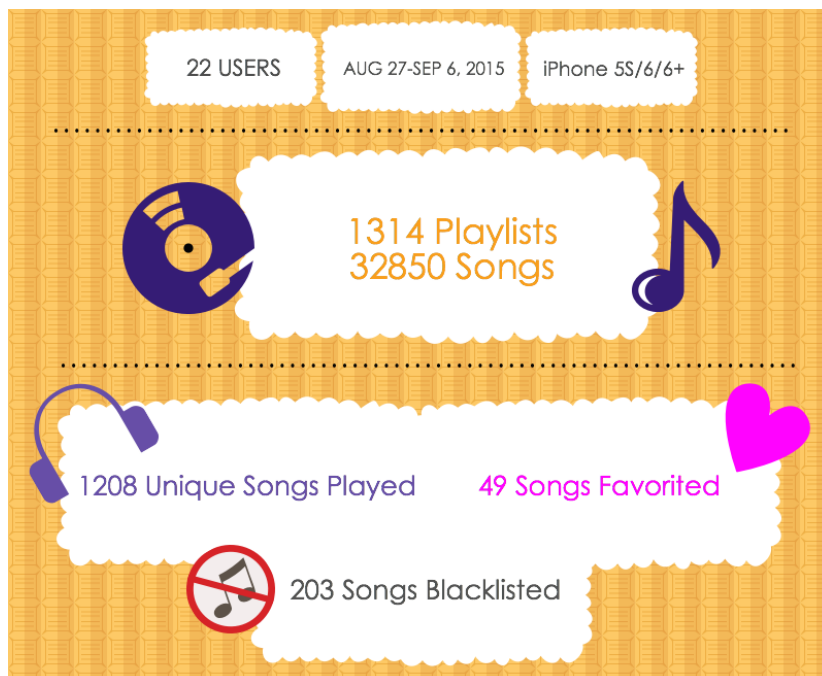 22 USERS
AUG 27-SEP 6, 2015
iPhone 5S/6/6+
1314 Playlists
32850 Songs
1208 Unique Songs Played
49 Songs Favorited
203 Songs Blacklisted